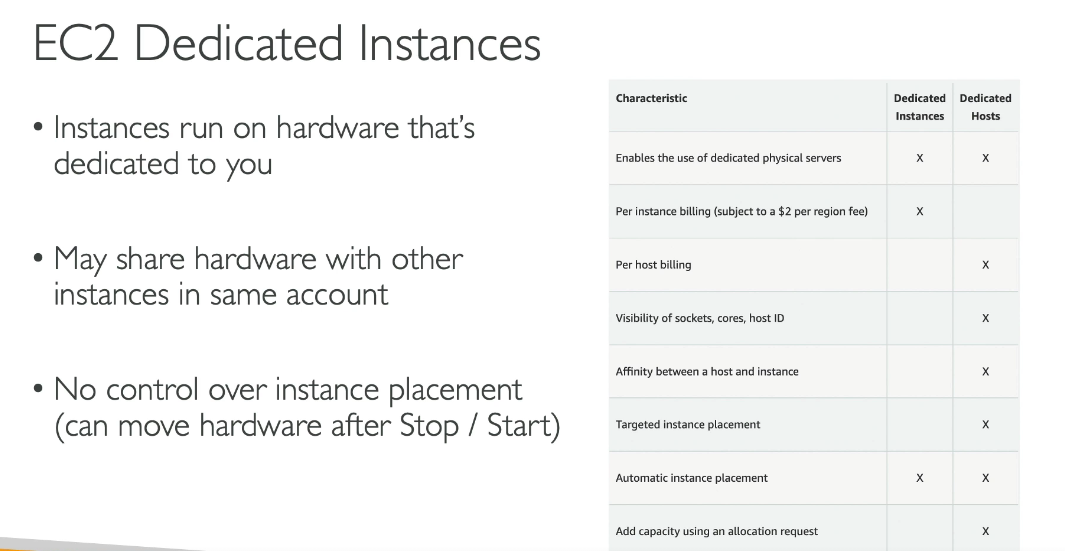 EC2 Dedicated Instances
• Instances run on hardware that's
dedicated to you
• May share hardware with other
instances in same account
• No control over instance placement
(can move hardware after Stop / Start)
Characteristic Dedicated Instances Dedicated Hosts
Enables the use of dedicated physical servers X X
Per instance billing (subject to a $2 per region fee) X
Per host billing X
Visibility of sockets, cores, host ID X
Affinity between a host and instance X
Targeted instance placement X
Automatic instance placement X X
Add capacity using an allocation request X